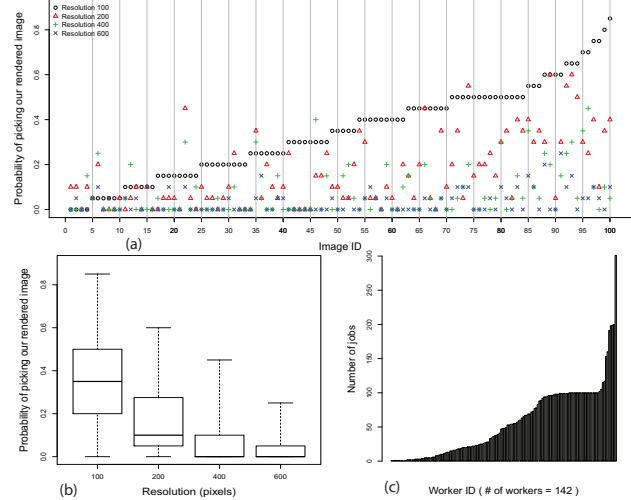 Resolution 100
Resolution 200
Resolution 400
Resolution 600
Probability of picking our rendered image
0.0 0.2 0.4 0.6 0.8
0 5 10 15 20 25 30 35 40 45 50 55 60 65 70 75 80 85 90 95 100
(a)
Image ID
Probability of picking our rendered image
0.0 0.2 0.4 0.6 0.8
100 200 400 600
(b)
Resolution (pixels)
Number of jobs
0 50 100 150 200 250 300
(c)
Worker ID ( # of workers = 142 )